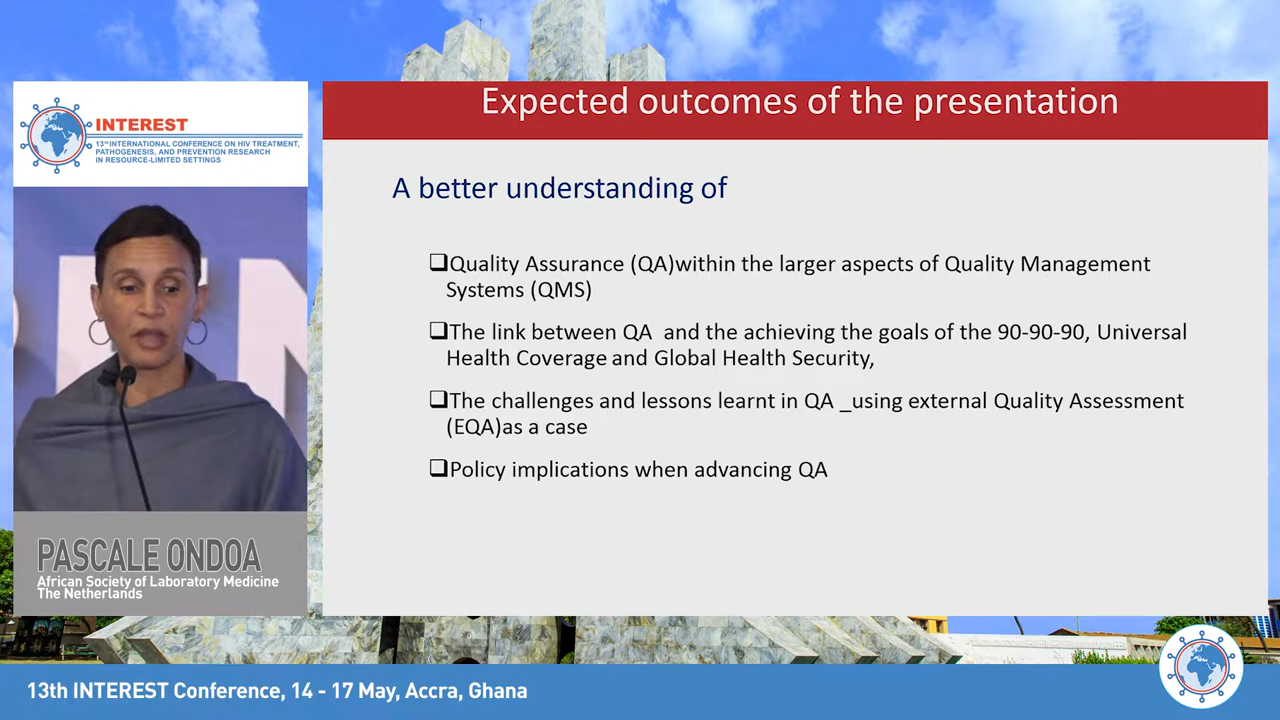 INTEREST
13th INTERNATIONAL CONFERENCE ON HIV TREATMENT,
PATHOGENESIS, AND PREVENTION RESEARCH
IN RESOURCE-LIMITED SETTINGS
PASCALE ONDOA
African Society of Laboratory Medicine
The Netherlands
Expected outcomes of the presentation
A better understanding of
❑Quality Assurance (QA)within the larger aspects of Quality Management
Systems (QMS)
❑The link between QA and the achieving the goals of the 90-90-90, Universal
Health Coverage and Global Health Security,
❑The challenges and lessons learnt in QA _using external Quality Assessment
(EQA)as a case
❑Policy implications when advancing QA
13th INTEREST Conference, 14 - 17 May, Accra, Ghana